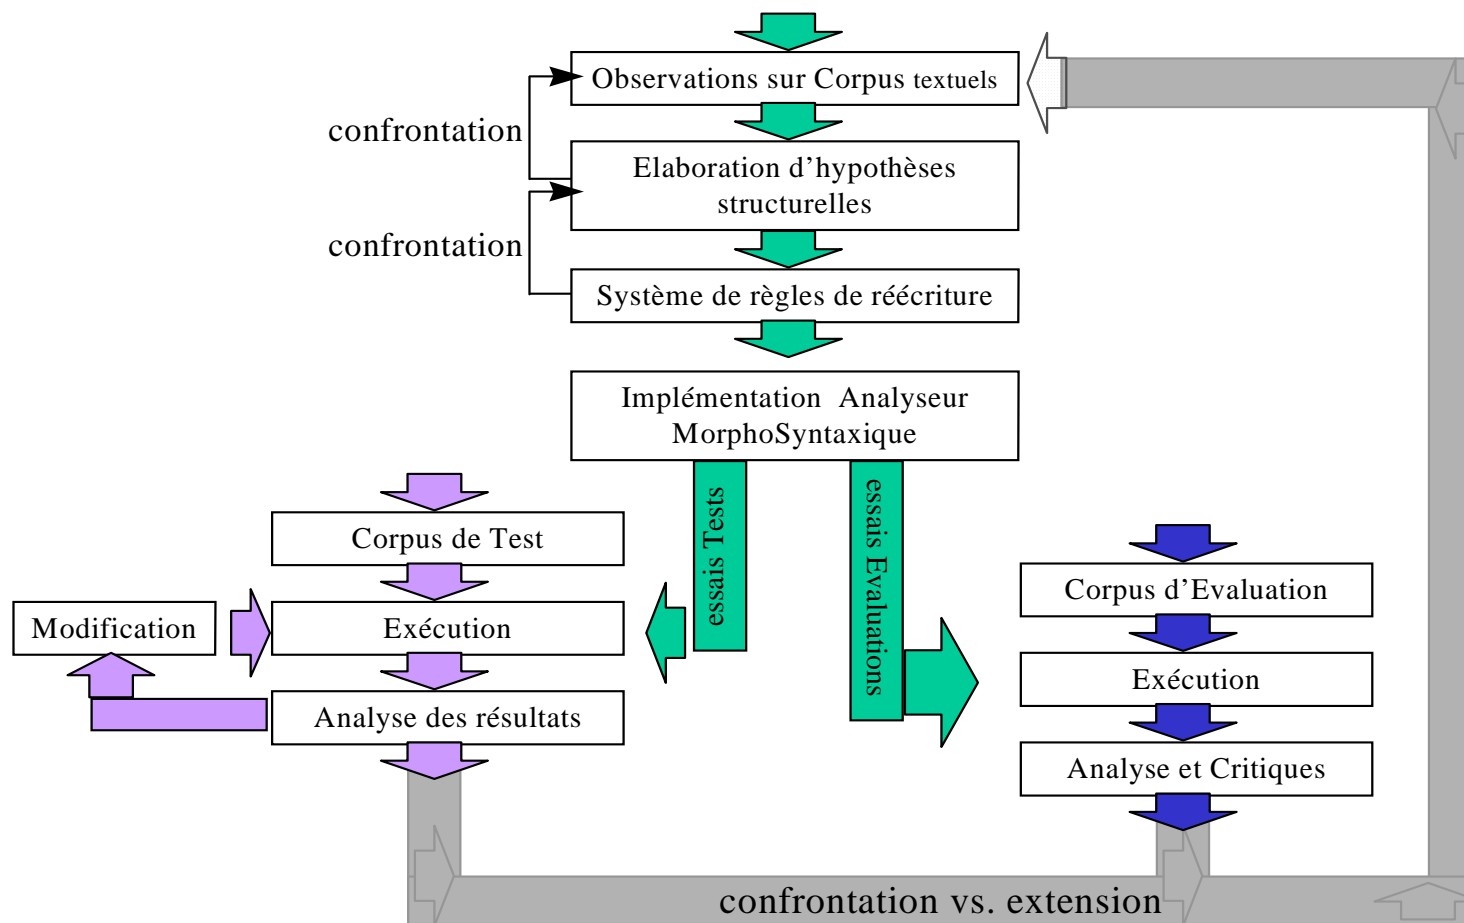 Observations sur Corpus textuels
confrontation
Elaboration d'hypothèses
structurelles
confrontation
Système de règles de réécriture
Implémentation Analyseur
MorphoSyntaxique
essais Tests
essais Evaluations
Corpus de Test
Modification
Exécution
Analyse des résultats
Corpus d'Evaluation
Exécution
Analyse et Critiques
confrontation vs. extension